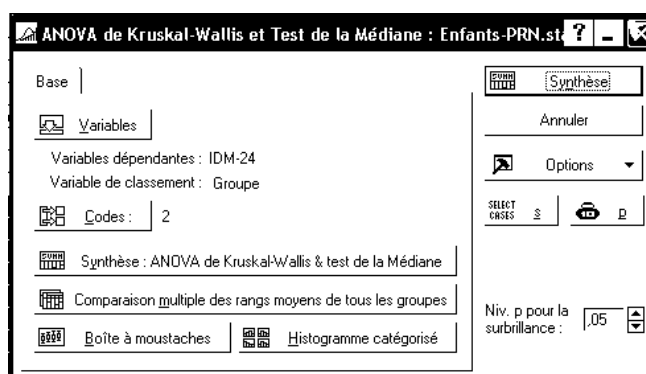 ANOVA de Kruskal-Wallis et Test de la Médiane : Enfants-PRN.sta
Base
Variables
Variables dépendantes : IDM-24
Variable de classement : Groupe
Codes : 2
Synthèse : ANOVA de Kruskal-Wallis & test de la Médiane
Comparaison multiple des rangs moyens de tous les groupes
Boîte à moustaches
Histogramme catégorisé
Synthèse
Annuler
Options
SELECT CASES S D
Niv. p pour la
surbrillance : ,05